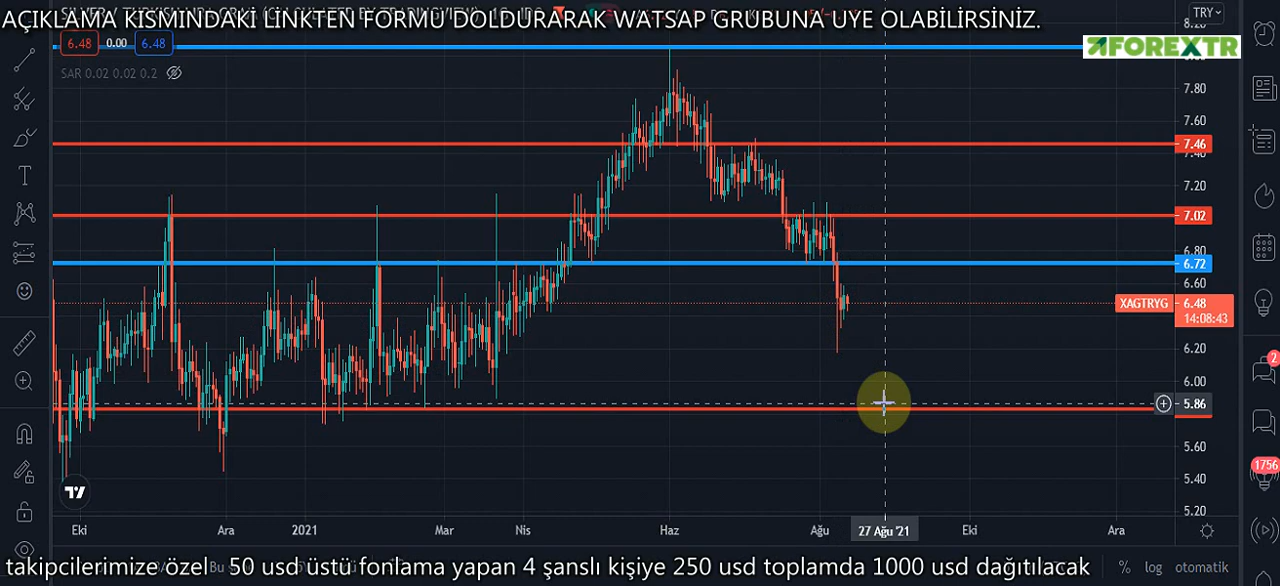 AÇIKLAMA KISMINDAKİ LİNKTEN FORMU DOLDURARAK WATSAP GRUBUNA UYE OLABİLİRSİNİZ.
TRY
6.48 0.00 6.48
FOREXTR
SAR 0.02 0.02 0.2
7.80
7.60
7.46
7.40
7.20
7.02
6.80
6.72
6.60
XAGTRYG 6.48
14:08:43
6.20
2
6.00
5.86
5.60
1756
5.40
5.20
Eki Ara 2021 Mar Nis Haz Ağu 27 Ağu '21 Eki Ara
takipcilerimize özel 50 usd üstü fonlama yapan 4 şanslı kişiye 250 usd toplamda 1000 usd dağıtılacak
% log otomatik